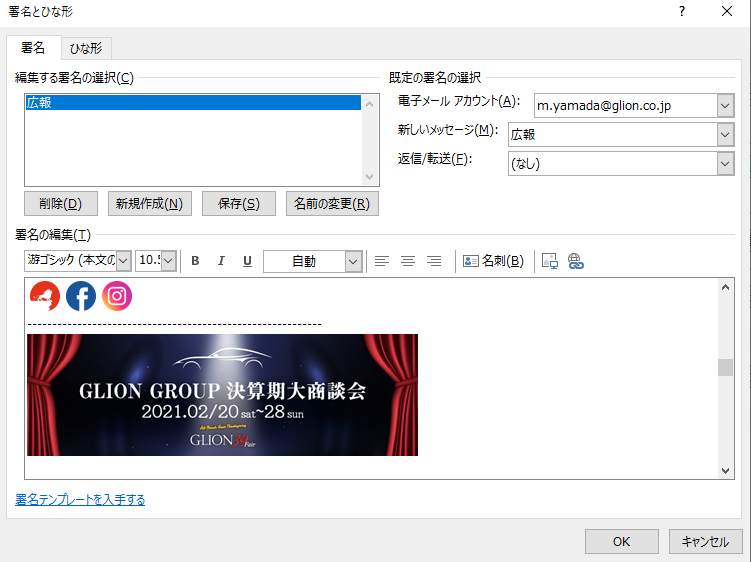 署名とひな形
署名
ひな形
編集する署名の選択(C)
広報
削除(D)
新規作成(N)
保存(S)
名前の変更(R)
既定の署名の選択
電子メール アカウント(A):
m.yamada@glion.co.jp
新しいメッセージ(M):
広報
返信/転送(F):
(なし)
署名の編集(T)
游ゴシック (本文の
10.5
B
I
U
自動
名刺(B)
--------------------------------------------------
GLION GROUP 決算期大商談会
2021.02/20 sat~28 sun
GLION Fair
署名テンプレートを入手する
OK
キャンセル